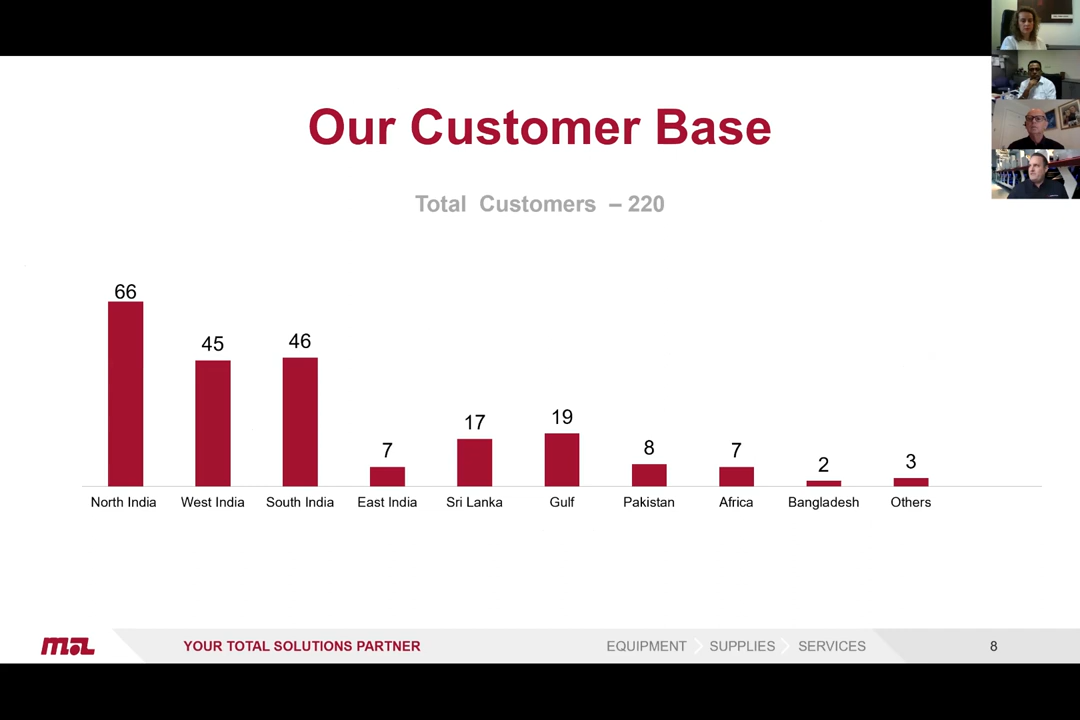 Our Customer Base
Total Customers – 220
66
45
46
7
17
19
8
7
2
3
North India
West India
South India
East India
Sri Lanka
Gulf
Pakistan
Africa
Bangladesh
Others
mal
YOUR TOTAL SOLUTIONS PARTNER
EQUIPMENT
SUPPLIES
SERVICES
8